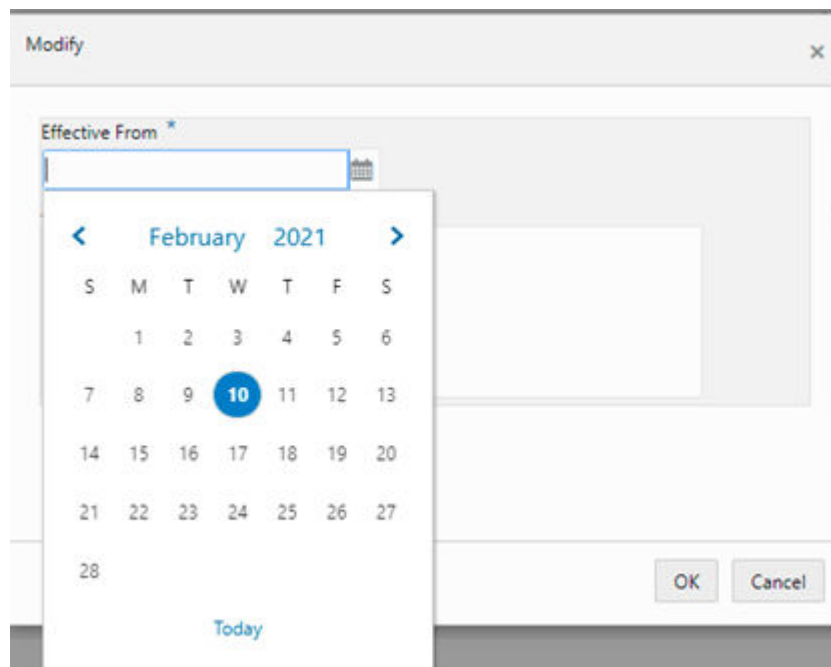 Modify ×
Effective From *
February 2021
S M T W T F S
1 2 3 4 5 6
7 8 9 10 11 12 13
14 15 16 17 18 19 20
21 22 23 24 25 26 27
28
OK Cancel
Today